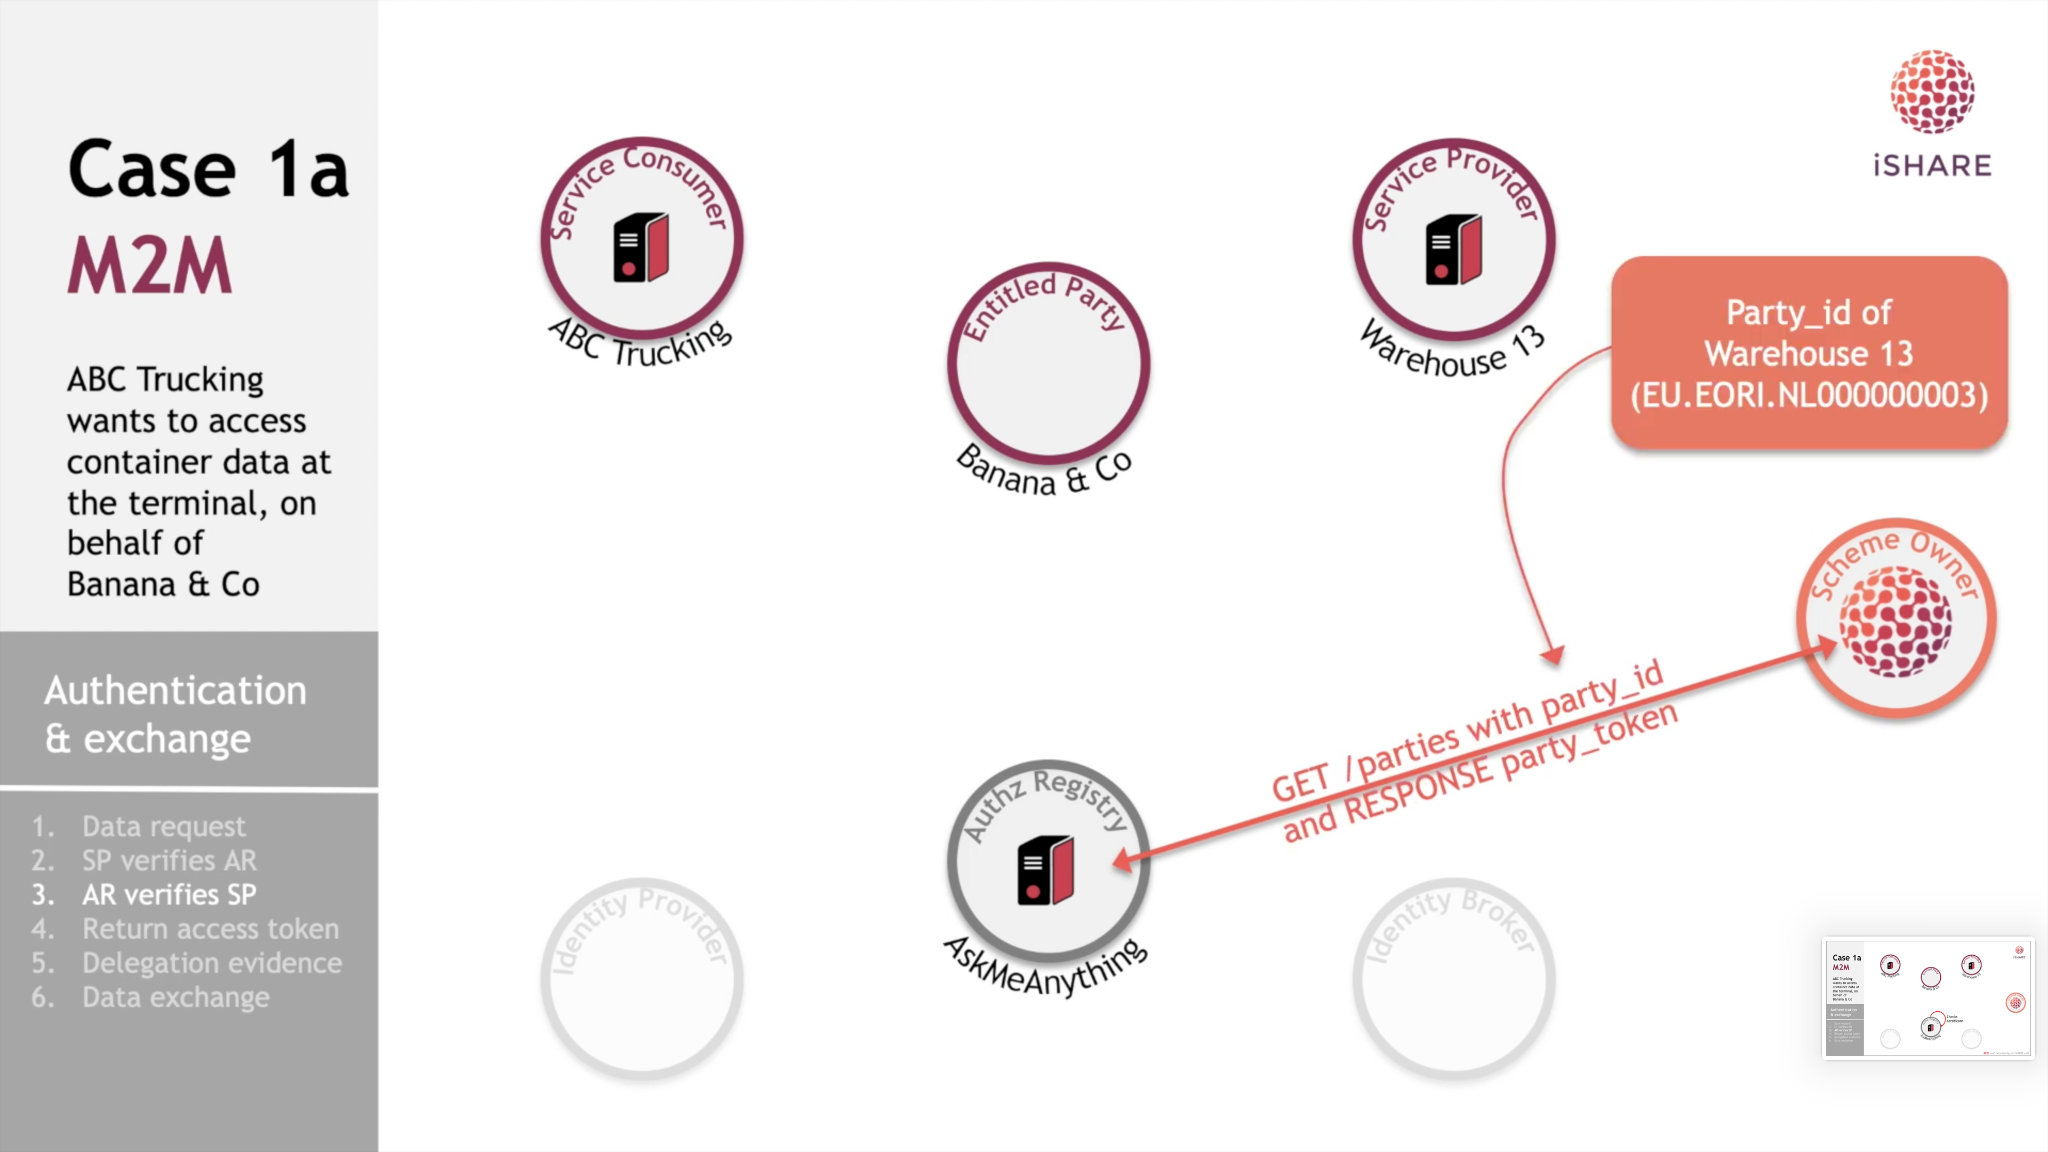 Case 1a
M2M
ABC Trucking
wants to access
container data at
the terminal, on
behalf of
Banana & Co
Authentication
& exchange
1. Data request
2. SP verifies AR
3. AR verifies SP
4. Return access token
5. Delegation evidence
6. Data exchange
Service Consumer
ABC Trucking
Entitled Party
Banana & Co
Service Provider
Warehouse 13
iSHARE
Party_id of
Warehouse 13
(EU.EORI.NL000000003)
Scheme Owner
GET /parties with party_id
and RESPONSE party_token
Authz Registry
AskMeAnything
Identity Provider
Identity Broker
Case 1a
M2M